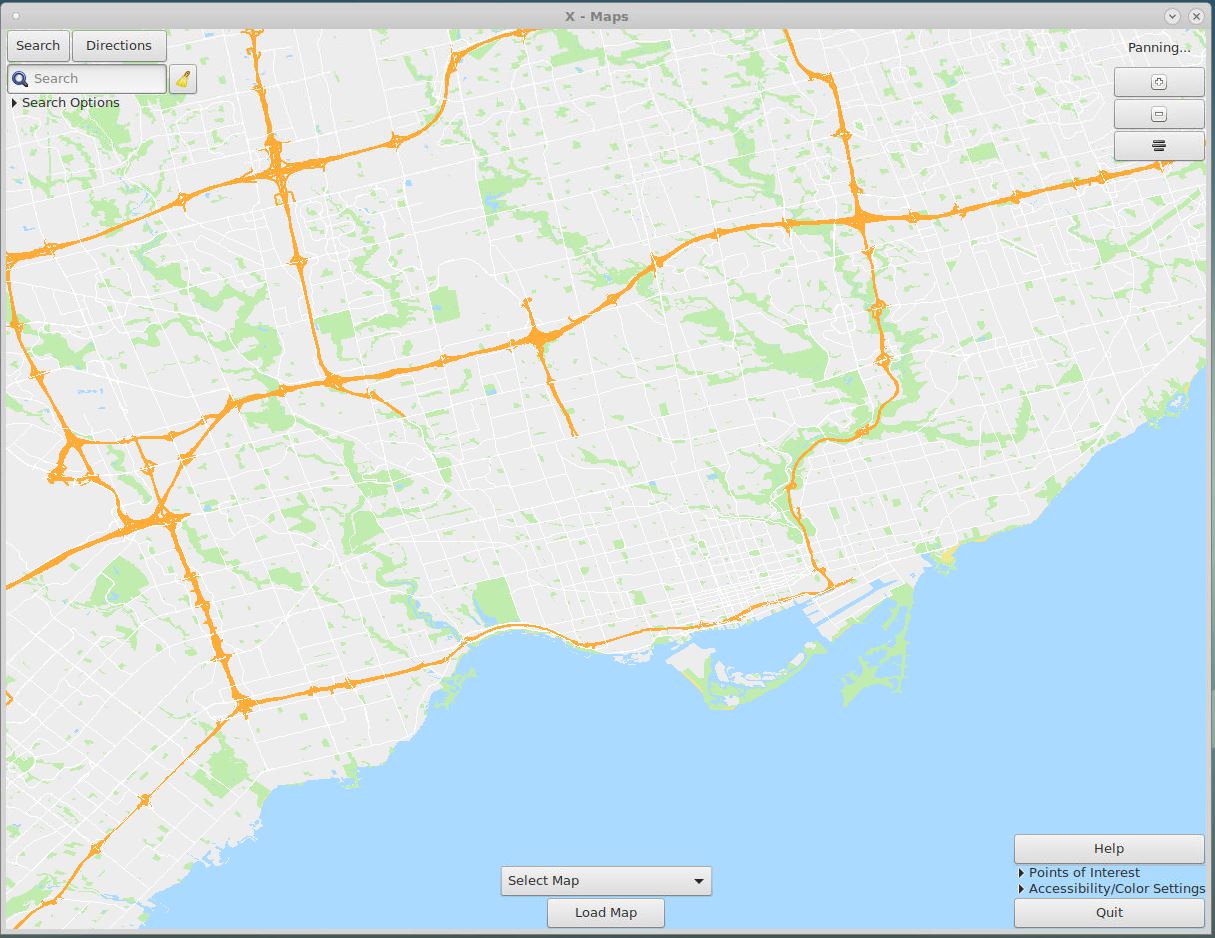 X - Maps
Search
Directions
Panning...
Search
Search Options
Help
Points of Interest
Select Map
Accessibility/Color Settings
Load Map
Quit